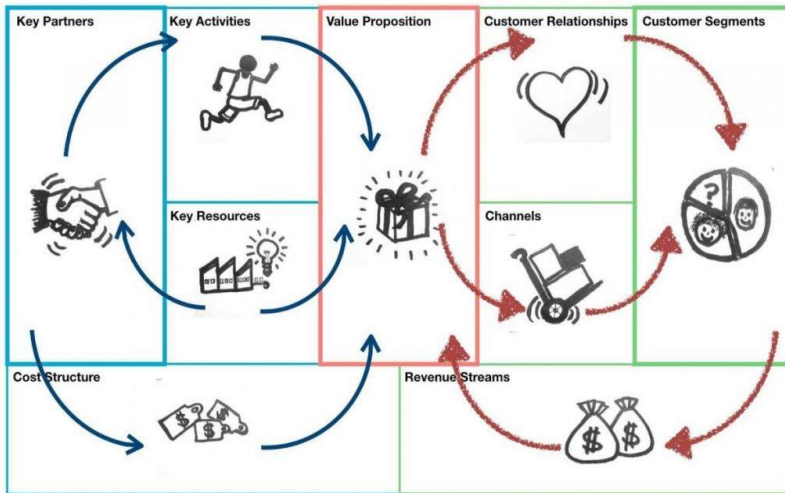 Key Partners
Key Activities
Value Proposition
Customer Relationships
Customer Segments
Key Resources
Channels
?
Cost Structure
$
$
$
Revenue Streams
$
$